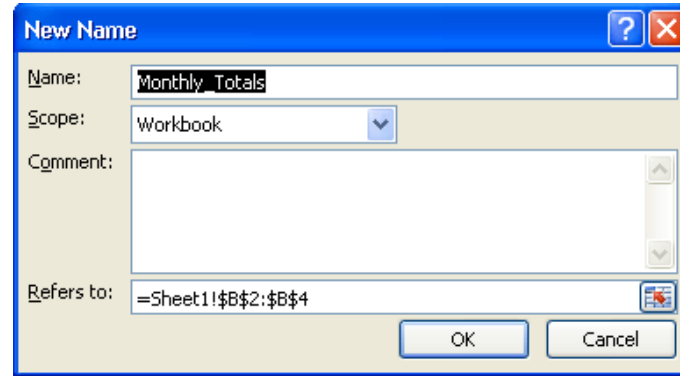 New Name
Name: Monthly_Totals
Scope: Workbook
Comment:
Refers to: =Sheet1!$B$2:$B$4
OK Cancel